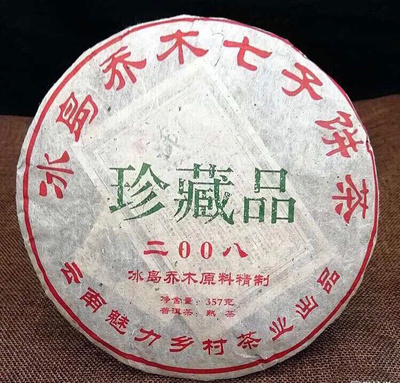 冰岛乔木七子饼茶
珍藏品
二00八
冰岛乔木原料精制
净含量：357克
普洱茶：熟茶
云南魅力乡村茶业出品